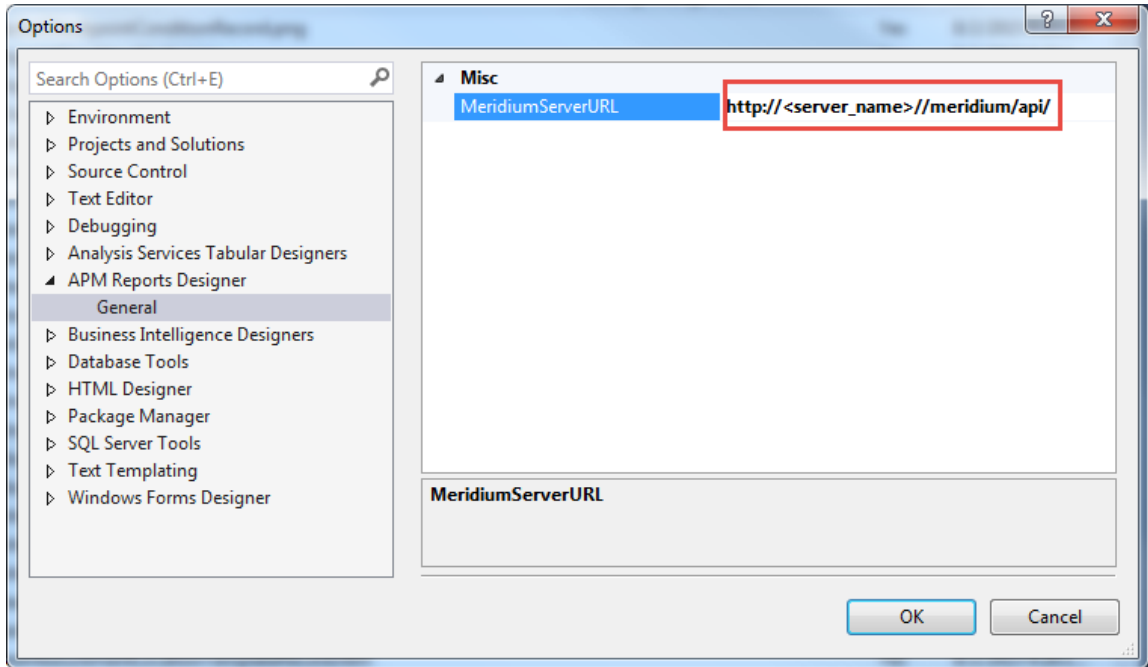 Options
Search Options (Ctrl+E)
Environment
Projects and Solutions
Source Control
Text Editor
Debugging
Analysis Services Tabular Designers
APM Reports Designer
General
Business Intelligence Designers
Database Tools
HTML Designer
Package Manager
SQL Server Tools
Text Templating
Windows Forms Designer
Misc
MeridiumServerURL http://<server_name>//meridium/api/
MeridiumServerURL
OK Cancel